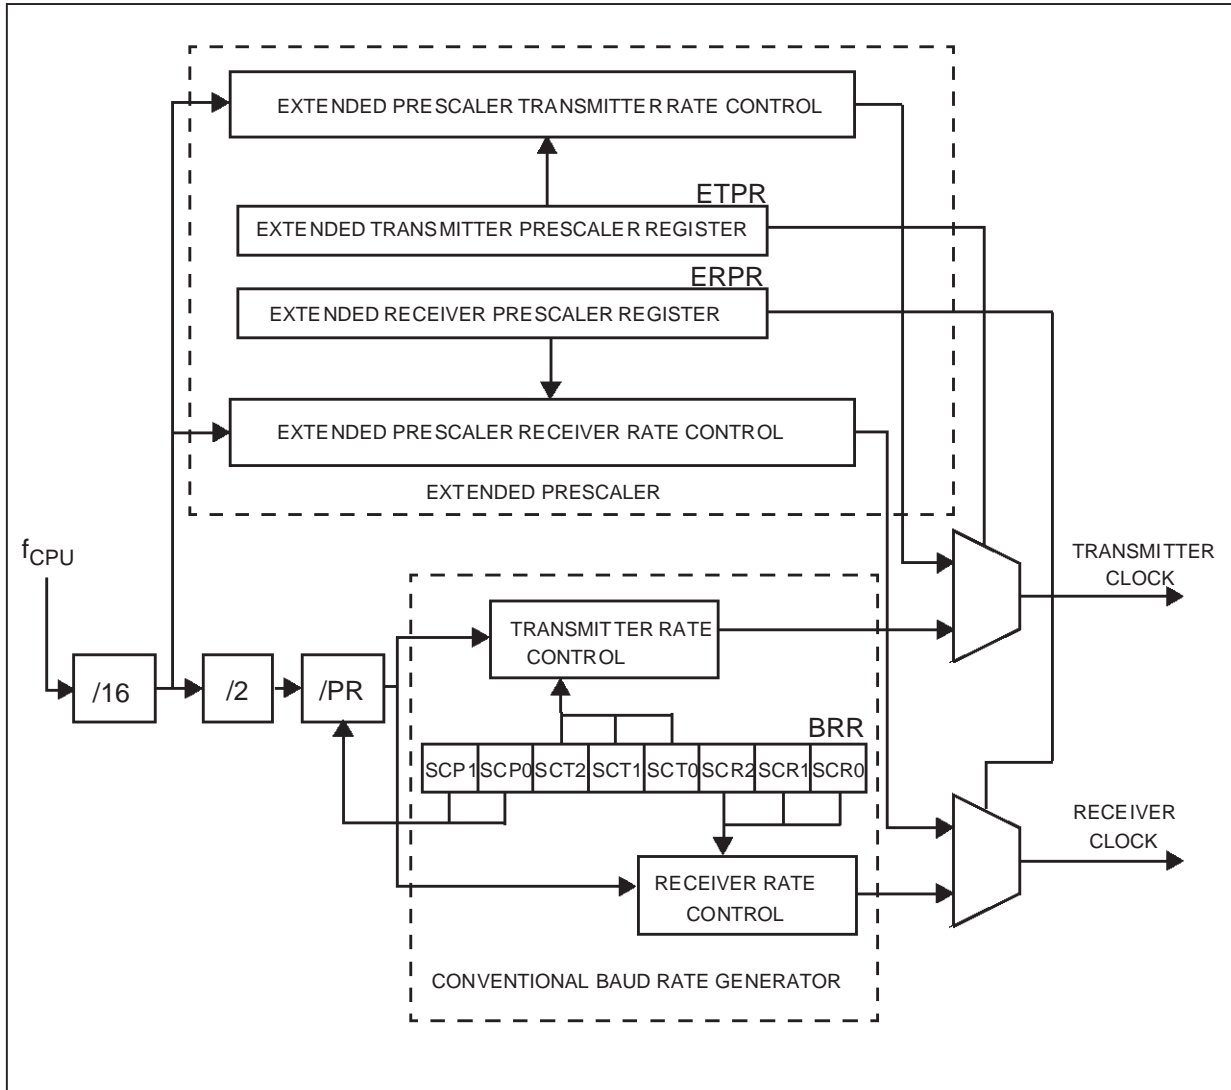 EXTENDED PRESCALER TRANSMITTER RATE CONTROL
ETPR
EXTENDED TRANSMITTER PRESCALER REGISTER
ERPR
EXTENDED RECEIVER PRESCALER REGISTER
EXTENDED PRESCALER RECEIVER RATE CONTROL
EXTENDED PRESCALER
fCPU
TRANSMITTER
CLOCK
TRANSMITTER RATE
CONTROL
/16
/2
/PR
BRR
SCP1 SCP0 SCT2 SCT1 SCT0 SCR2 SCR1 SCR0
RECEIVER
CLOCK
RECEIVER RATE
CONTROL
CONVENTIONAL BAUD RATE GENERATOR